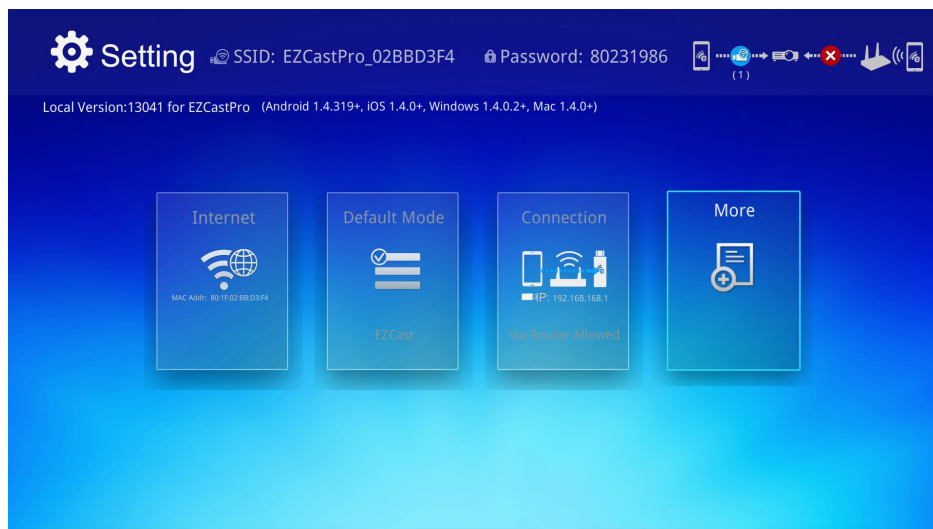 Setting SSID: EZCastPro_02BBD3F4 Password: 80231986
(1)
Local Version:13041 for EZCastPro (Android 1.4.319+, iOS 1.4.0+, Windows 1.4.0.2+, Mac 1.4.0+)
Internet
MAC Addr: 80:1F:02:BB:D3:F4
Default Mode
EZCast
Connection
IP: 192.168.168.1
Via Router Allowed
More